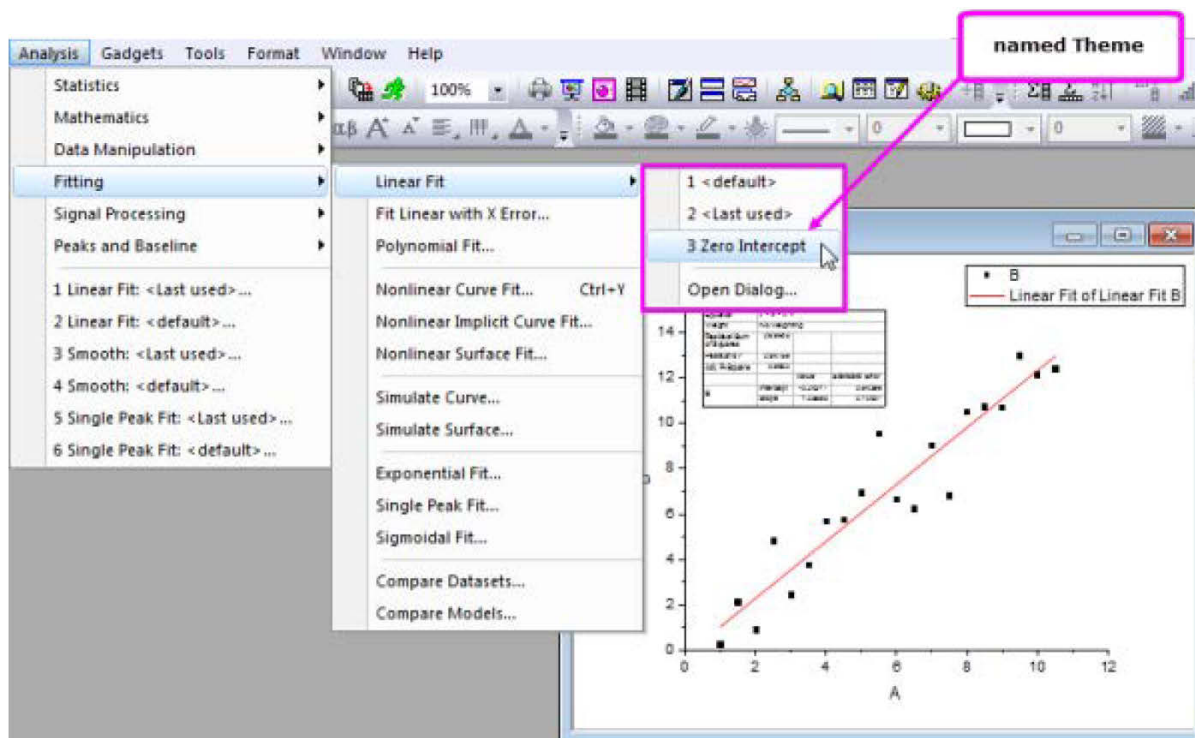 named Theme
Analysis Gadgets Tools Format Window Help
100%
0
0
Statistics
Mathematics
Data Manipulation
Fitting
Signal Processing
Peaks and Baseline
1 Linear Fit: <Last used>...
2 Linear Fit: <default>...
3 Smooth: <Last used>...
4 Smooth: <default>...
5 Single Peak Fit: <Last used>...
6 Single Peak Fit: <default>...
Linear Fit
Fit Linear with X Error...
Polynomial Fit...
Nonlinear Curve Fit... Ctrl+Y
Nonlinear Implicit Curve Fit...
Nonlinear Surface Fit...
Simulate Curve...
Simulate Surface...
Exponential Fit...
Single Peak Fit...
Sigmoidal Fit...
Compare Datasets...
Compare Models...
1 <default>
2 <Last used>
3 Zero Intercept
Open Dialog...
B
Linear Fit of Linear Fit B
14
12
10
8
6
4
2
0
0 2 4 6 8 10 12
A